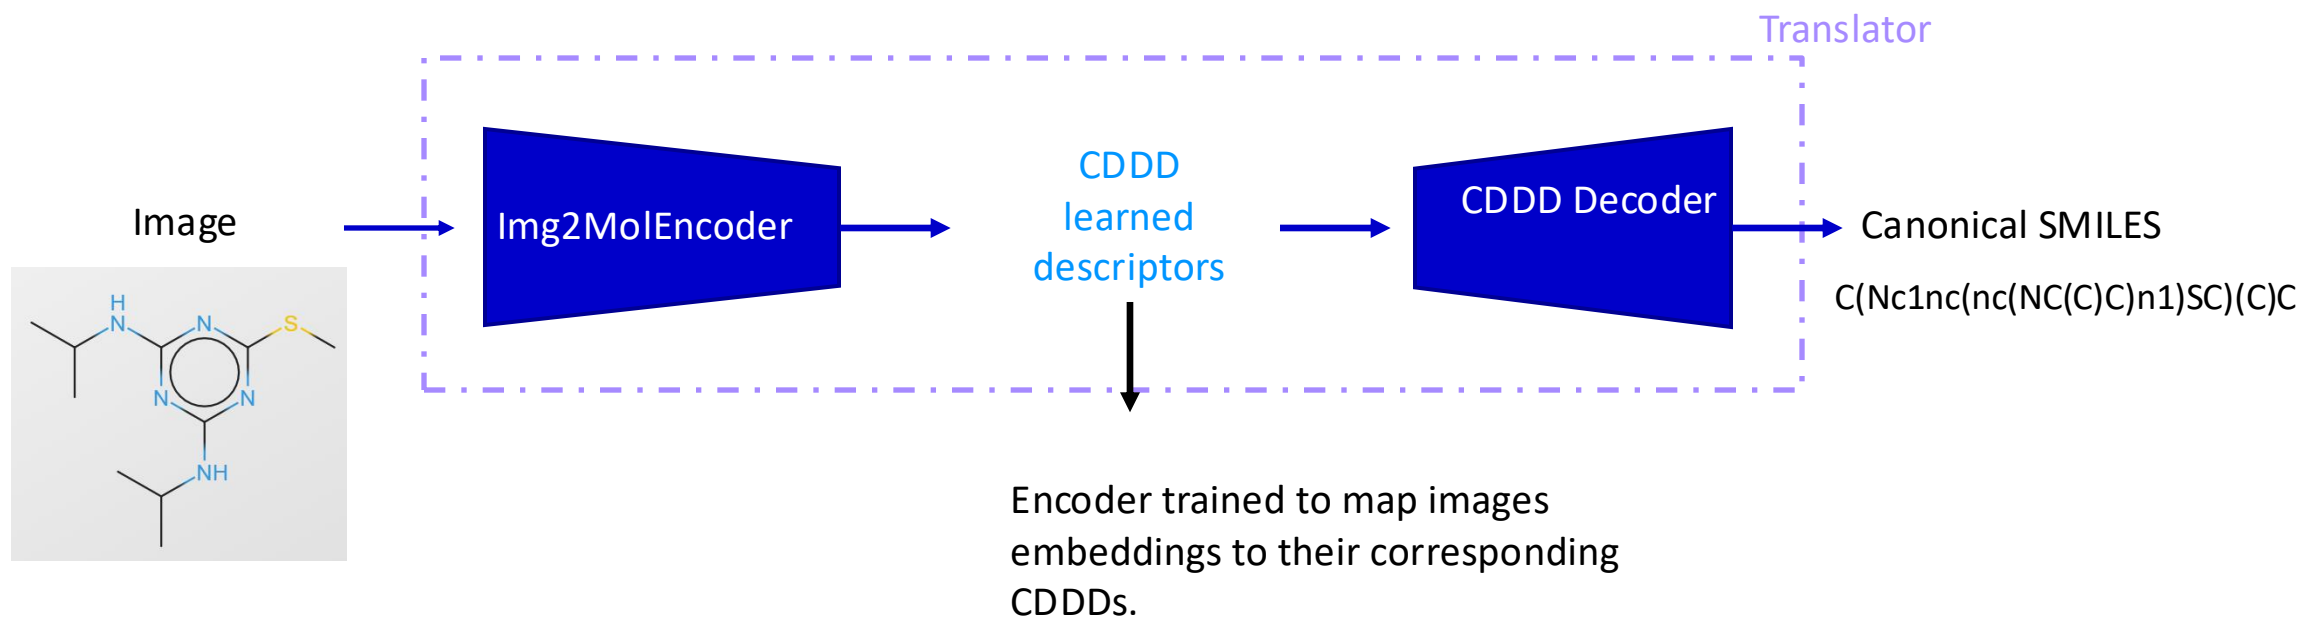 Translator
Image
Img2MolEncoder
CDDD
learned
descriptors
CDDD Decoder
Canonical SMILES
C(Nc1nc(nc(NC(C)C)n1)SC)(C)C
H
N
N
S
N
N
NH
Encoder trained to map images
embeddings to their corresponding
CDDDs.